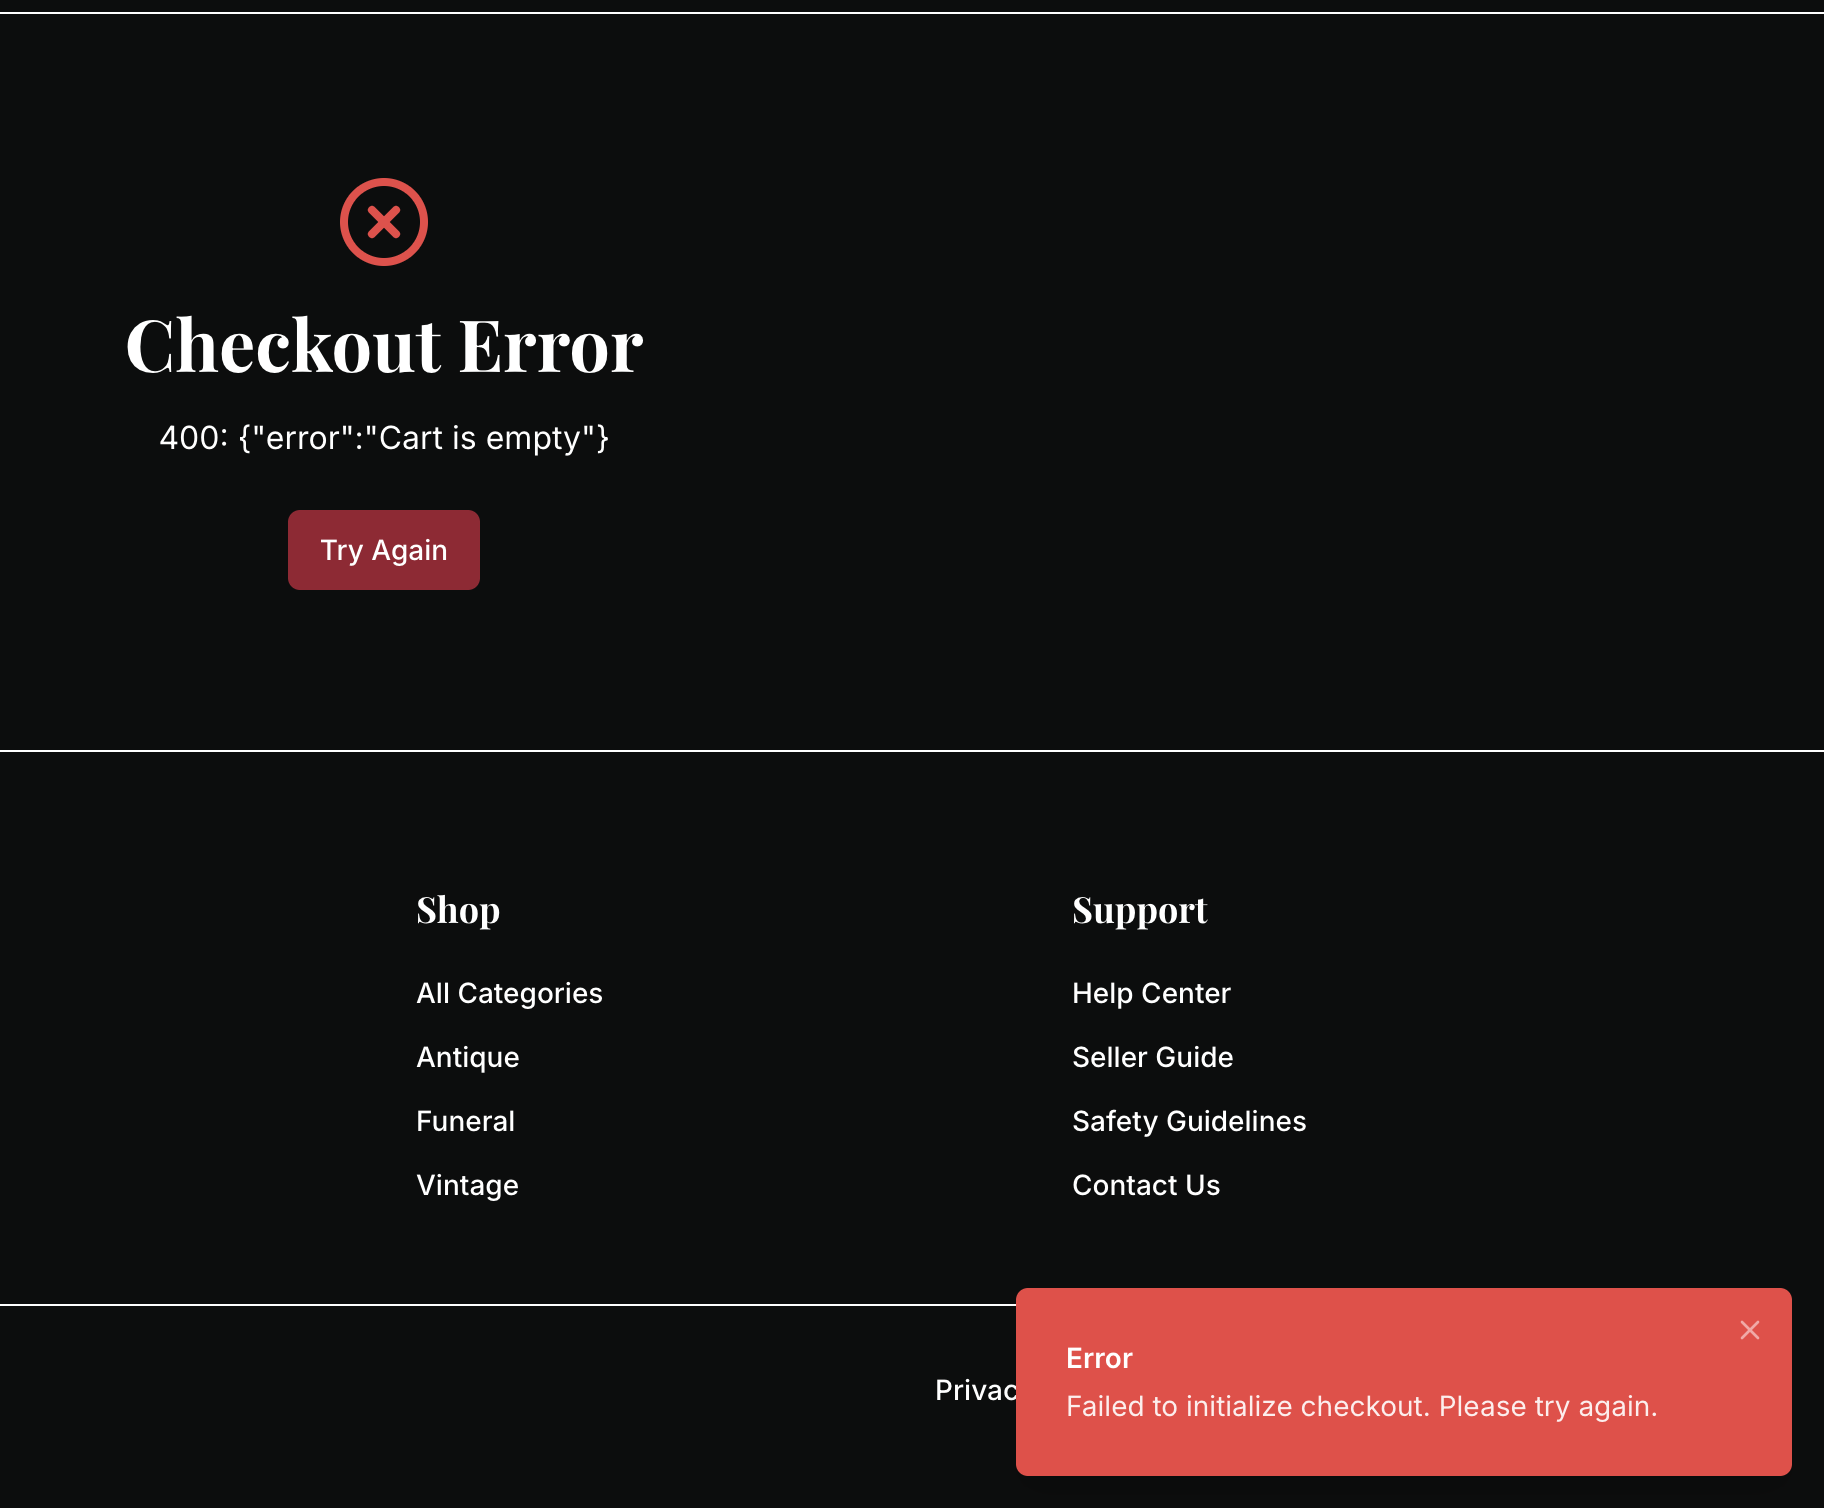 Checkout Error
400: {"error":"Cart is empty"}
Try Again
Shop
All Categories
Antique
Funeral
Vintage
Support
Help Center
Seller Guide
Safety Guidelines
Contact Us
Privac
Error
Failed to initialize checkout. Please try again.